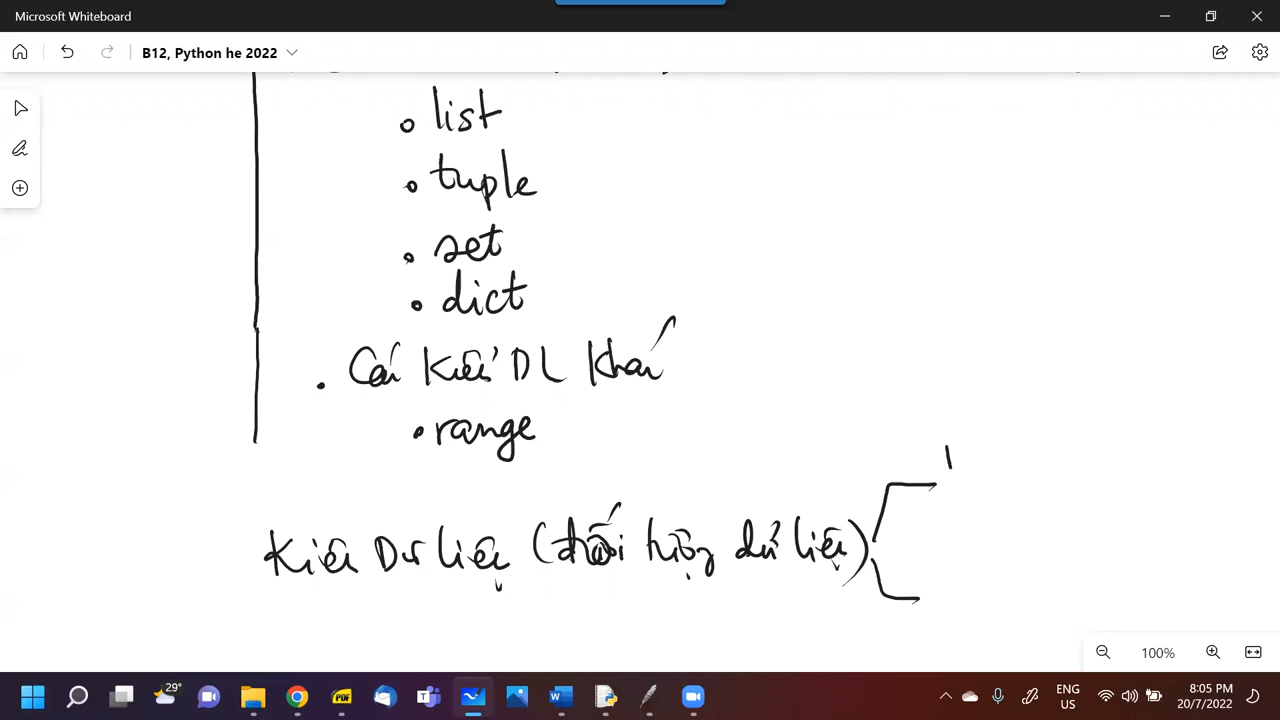 Microsoft Whiteboard
B12, Python he 2022
list
tuple
set
dict
Các Kiểu DL Khác
range
Kiểu Dữ liệu (đối tượng dữ liệu)
100%
29°
ENG
US
8:05 PM
20/7/2022